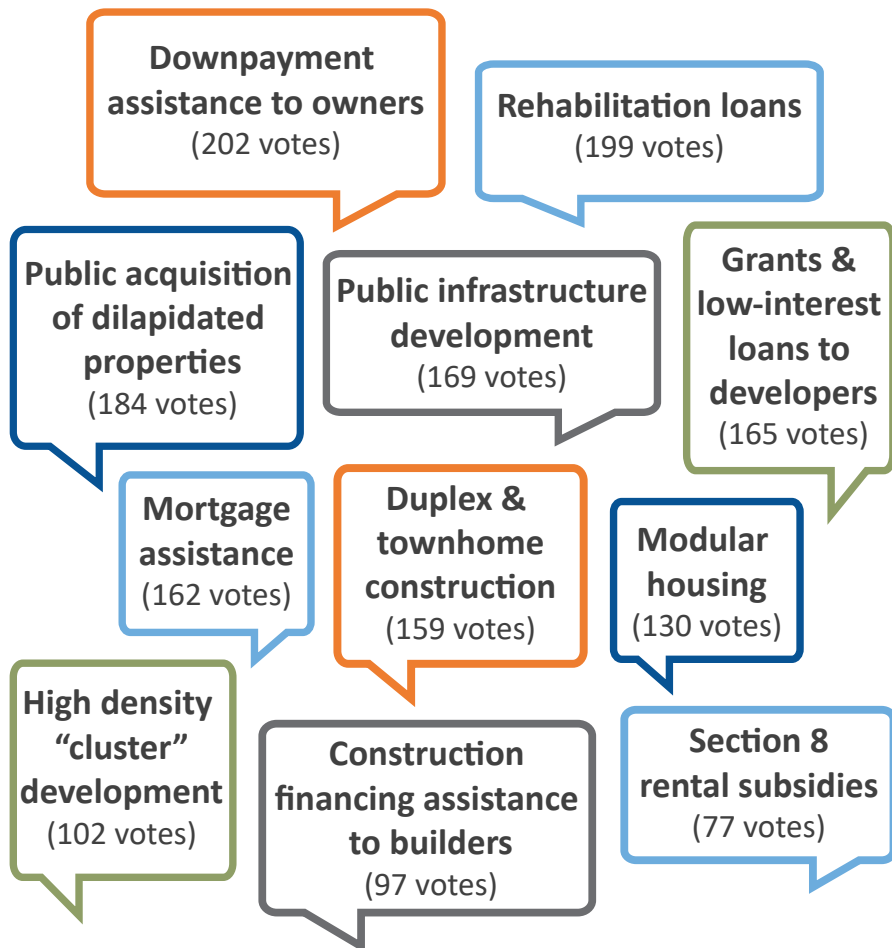 Downpayment
assistance to owners
(202 votes)
Rehabilitation loans
(199 votes)
Public acquisition
of dilapidated
properties
(184 votes)
Public infrastructure
development
(169 votes)
Grants &
low-interest
loans to
developers
(165 votes)
Mortgage
assistance
(162 votes)
Duplex &
townhome
construction
(159 votes)
Modular
housing
(130 votes)
High density
“cluster”
development
(102 votes)
Construction
financing assistance
to builders
(97 votes)
Section 8
rental subsidies
(77 votes)